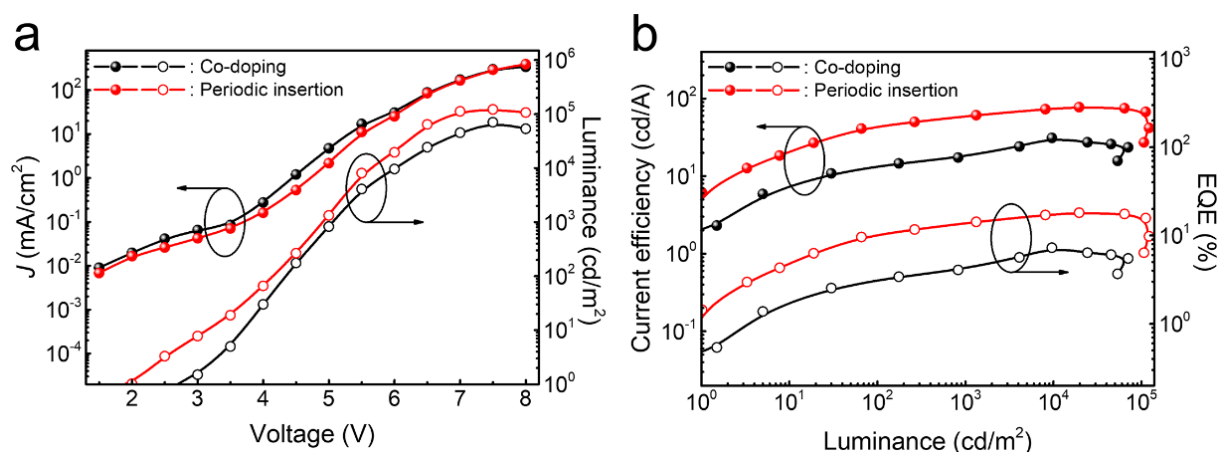 a
: Co-doping
: Periodic insertion
J (mA/cm²)
10²
10¹
10⁰
10⁻¹
10⁻²
10⁻³
10⁻⁴
10⁶
10⁵
10⁴
10³
10²
10¹
10⁰
Luminance (cd/m²)
2 3 4 5 6 7 8
Voltage (V)
b
: Co-doping
: Periodic insertion
Current efficiency (cd/A)
10³
10²
10¹
10⁰
10⁻¹
10³
10²
10¹
10⁰
EQE (%)
10⁰ 10¹ 10² 10³ 10⁴ 10⁵
Luminance (cd/m²)